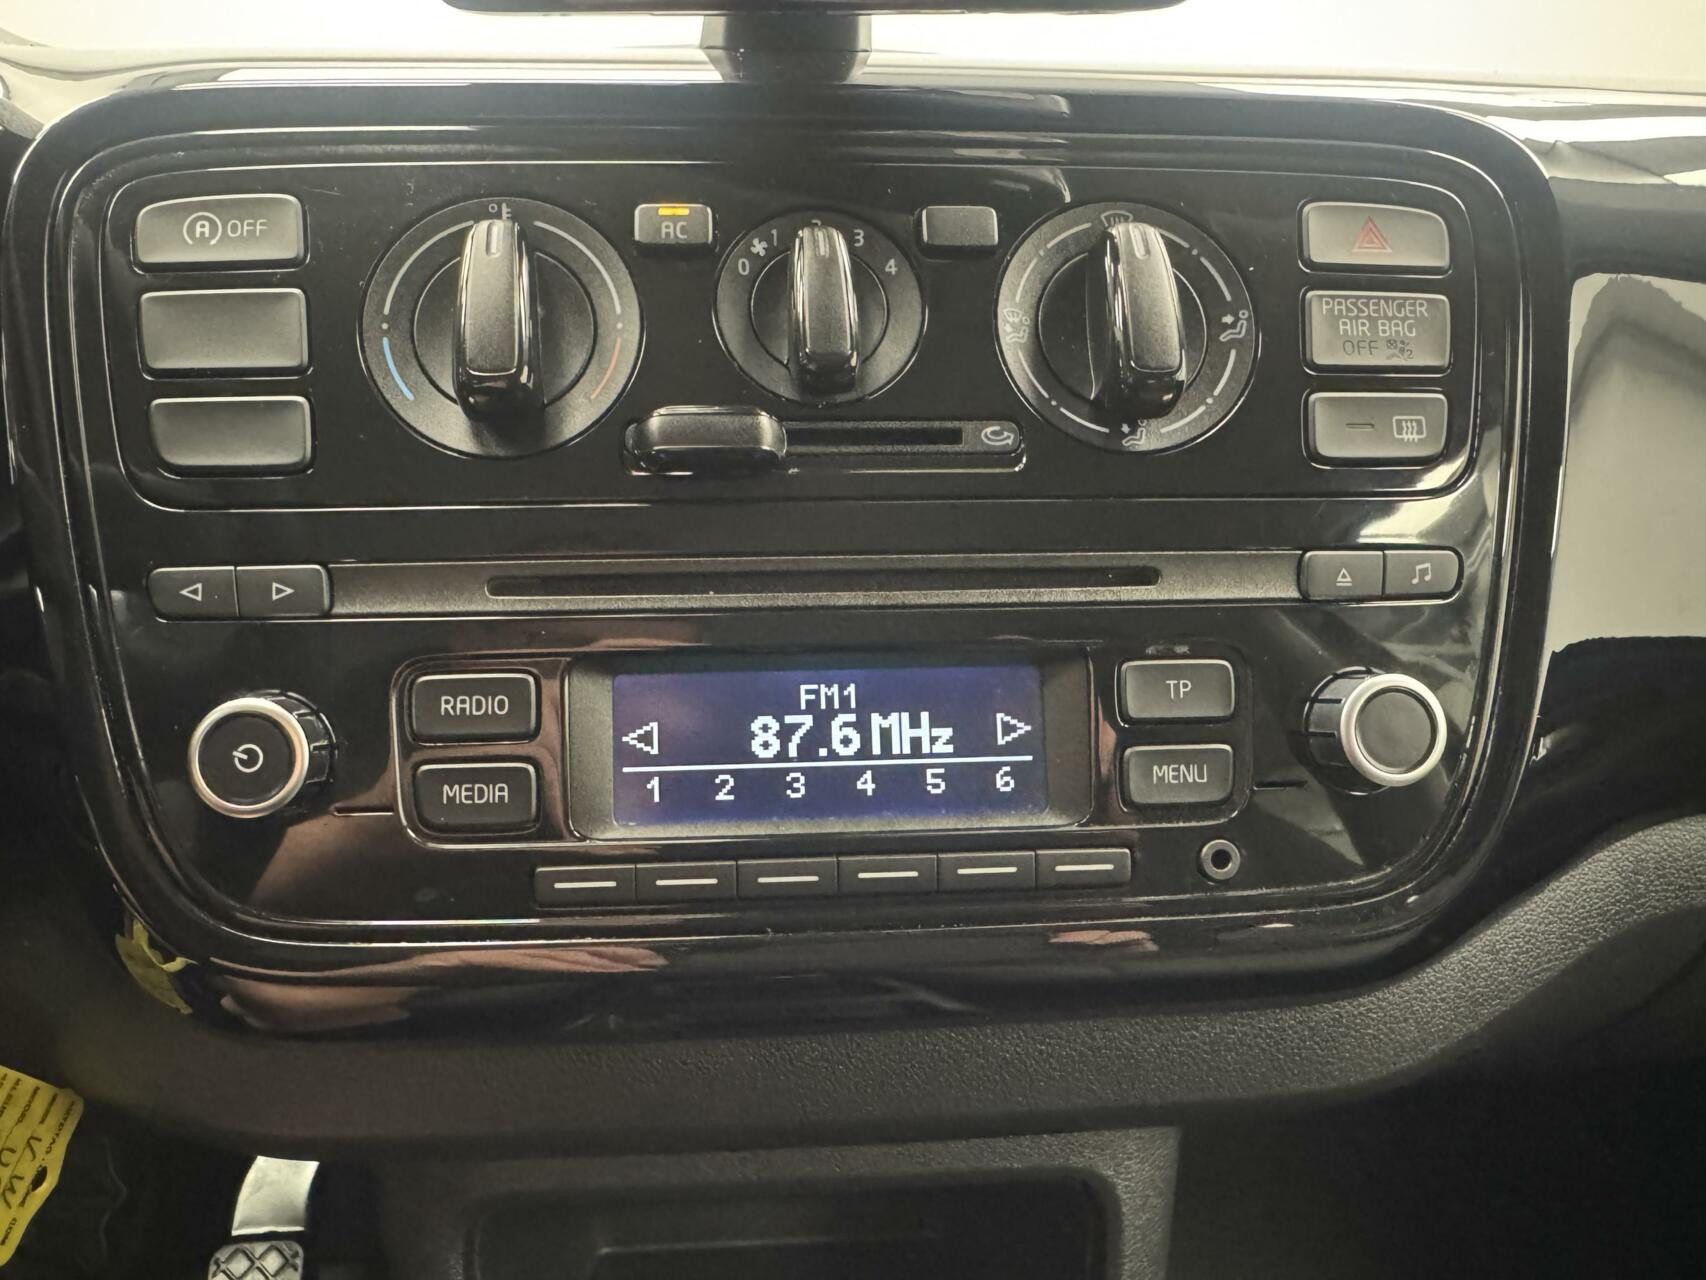 A OFF
AC
0 1 2 3 4
PASSENGER
AIR BAG
OFF
RADIO
MEDIA
FM1
87.6 MHz
1 2 3 4 5 6
TP
MENU
V W
U